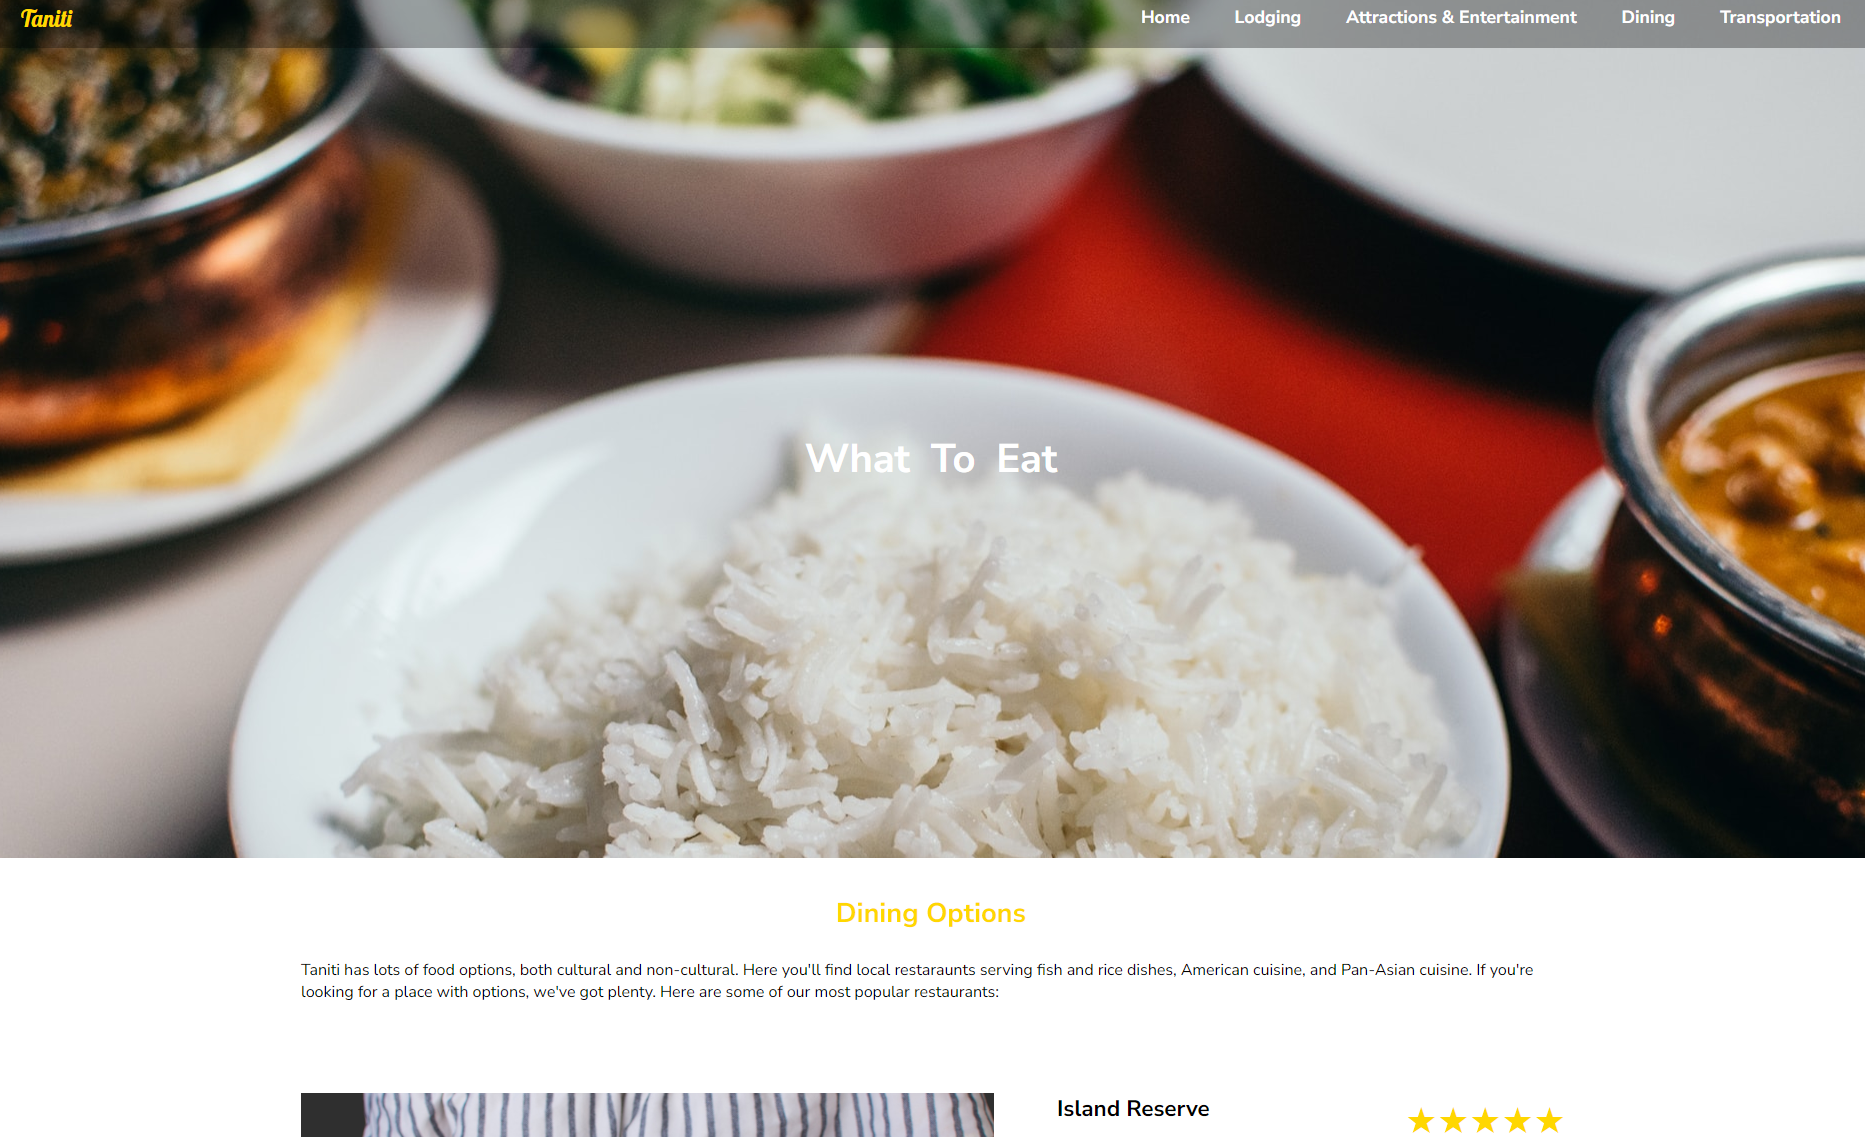 Taniti
Home Lodging Attractions & Entertainment Dining Transportation
What To Eat
Dining Options
Taniti has lots of food options, both cultural and non-cultural. Here you'll find local restaraunts serving fish and rice dishes, American cuisine, and Pan-Asian cuisine. If you're
looking for a place with options, we've got plenty. Here are some of our most popular restaurants:
Island Reserve